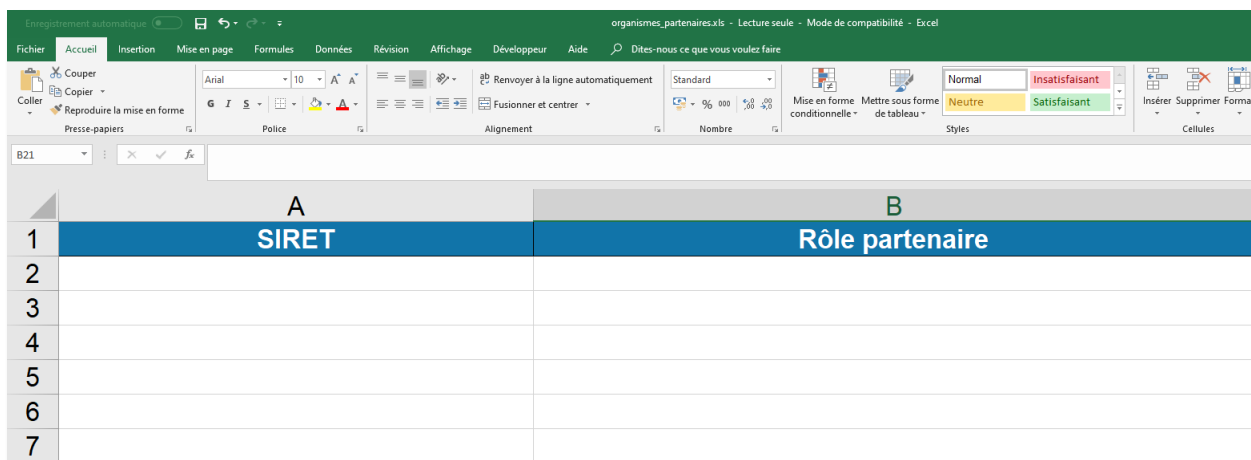 Enregistrement automatique
organismes_partenaires.xls - Lecture seule - Mode de compatibilité - Excel
Fichier Accueil Insertion Mise en page Formules Données Révision Affichage Développeur Aide Dites-nous ce que vous voulez faire
Coller
Couper
Copier
Reproduire la mise en forme
Presse-papiers
Arial 10 A A
G I S A
Police
Renvoyer à la ligne automatiquement
Fusionner et centrer
Alignement
Standard
% 000 ,00 ,00
Nombre
Mise en forme conditionnelle
Mettre sous forme de tableau
Normal Insatisfaisant
Neutre Satisfaisant
Styles
Insérer Supprimer Forma
Cellules
B21 fx
A B
1 SIRET Rôle partenaire
2
3
4
5
6
7